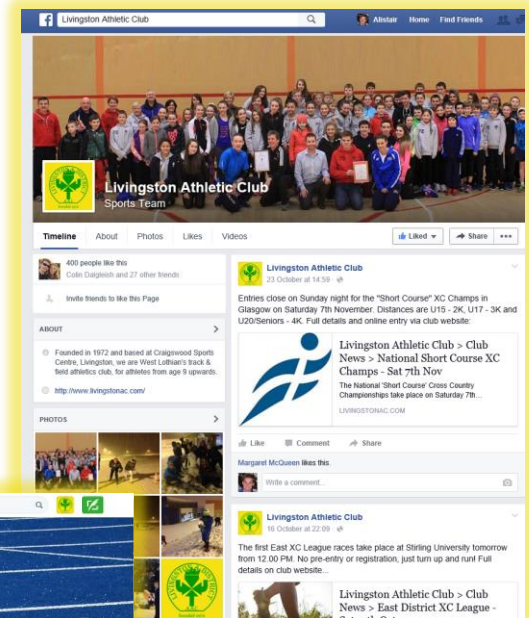 Livingston Athletic Club
Alistair Home Find Friends
Livingston Athletic Club
Sports Team
Timeline About Photos Likes Videos
Liked Share
400 people like this
Colin Dalgleish and 27 other friends
Invite friends to like this Page
ABOUT
Founded in 1972 and based at Craigswood Sports
Centre, Livingston, we are West Lothian's track &
field athletics club, for athletes from age 9 upwards.
http://www.livingstonac.com/
PHOTOS
Livingston Athletic Club
23 October at 14:59
Entries close on Sunday night for the "Short Course" XC Champs in
Glasgow on Saturday 7th November. Distances are U15 - 2K, U17 - 3K and
U20/Seniors - 4K. Full details and online entry via club website:
Livingston Athletic Club > Club
News > National Short Course XC
Champs - Sat 7th Nov
The National 'Short Course' Cross Country
Championships take place on Saturday 7th...
LIVINGSTONAC.COM
Like Comment Share
Margaret McQueen likes this.
Write a comment...
Livingston Athletic Club
16 October at 22:09
The first East XC League races take place at Stirling University tomorrow
from 12.00 PM. No pre-entry or registration, just turn up and run! Full
details on club website...
Livingston Athletic Club > Club
News > East District XC League -